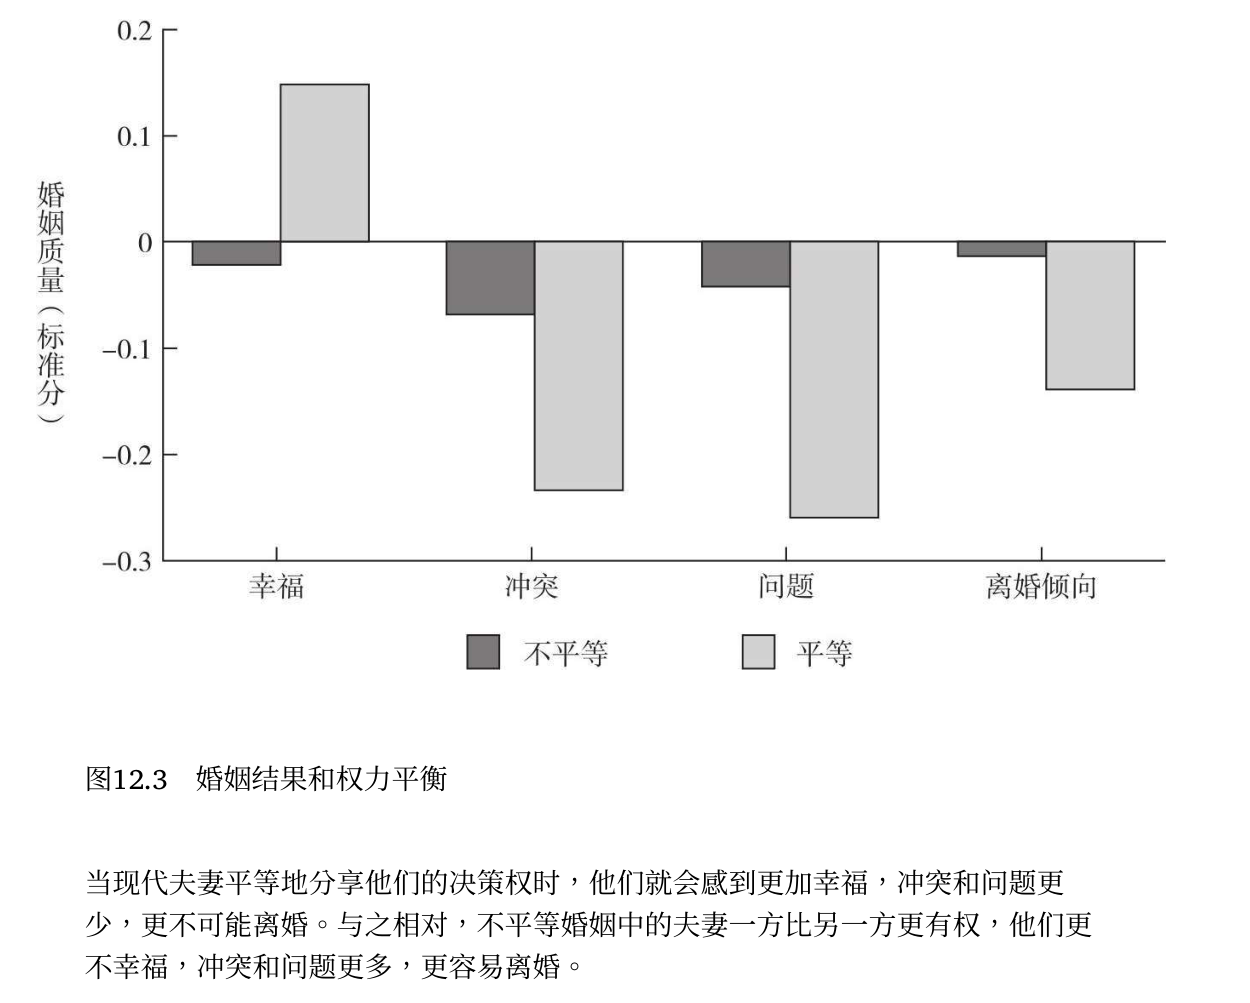 0.2
0.1
0
–0.1
–0.2
–0.3
婚姻质量（标准分）
幸福
冲突
问题
离婚倾向
不平等
平等
图12.3　婚姻结果和权力平衡
当现代夫妻平等地分享他们的决策权时，他们就会感到更加幸福，冲突和问题更
少，更不可能离婚。与之相对，不平等婚姻中的夫妻一方比另一方更有权，他们更
不幸福，冲突和问题更多，更容易离婚。